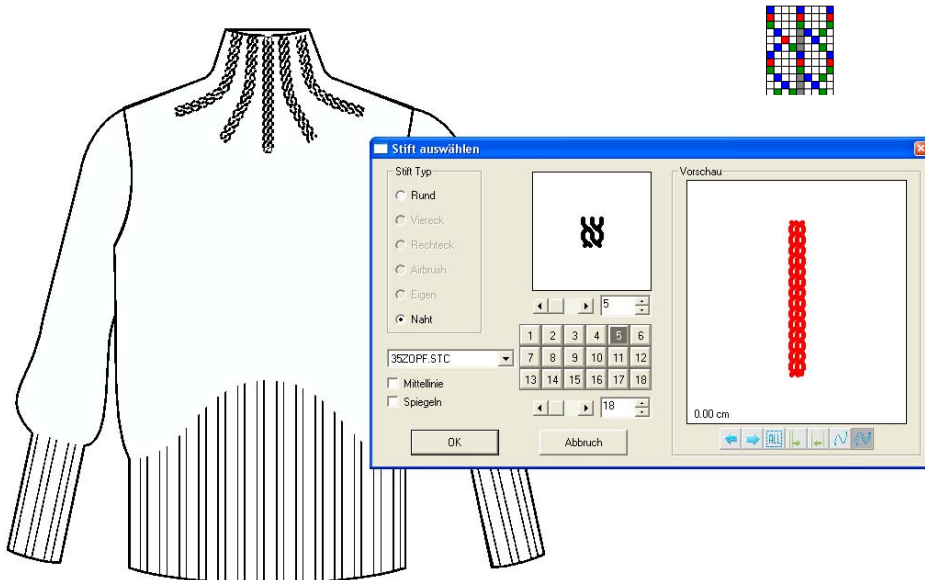 Stift auswählen
Stift Typ
Rund
Viereck
Rechteck
Airbrush
Eigen
Naht
35ZOPF.STC
Mittellinie
Spiegeln
OK
5
1 2 3 4 5 6
7 8 9 10 11 12
13 14 15 16 17 18
18
Abbruch
Vorschau
0.00 cm
ALL